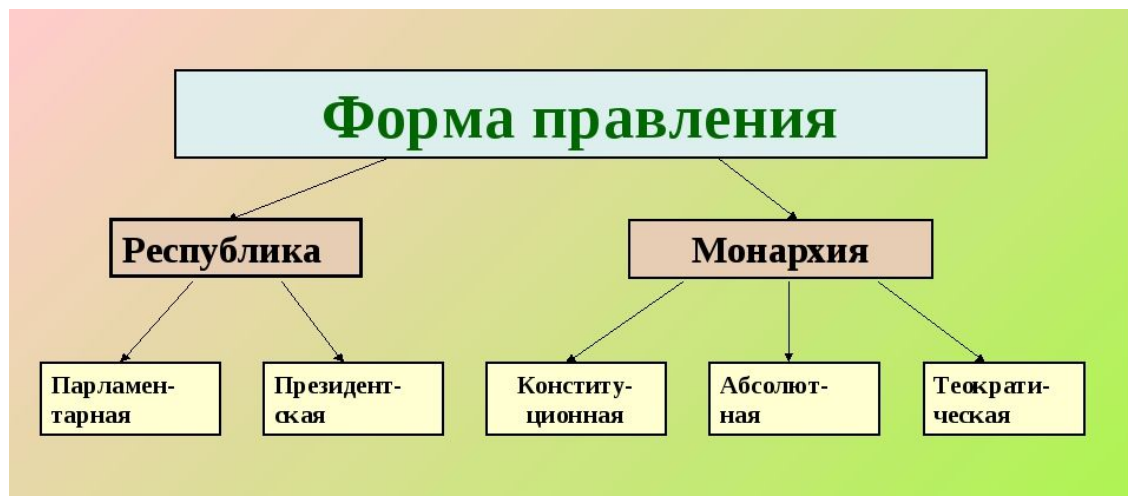 Форма правления
Республика
Монархия
Парламен-
тарная
Президент-
ская
Конститу-
ционная
Абсолют-
ная
Теократи-
ческая